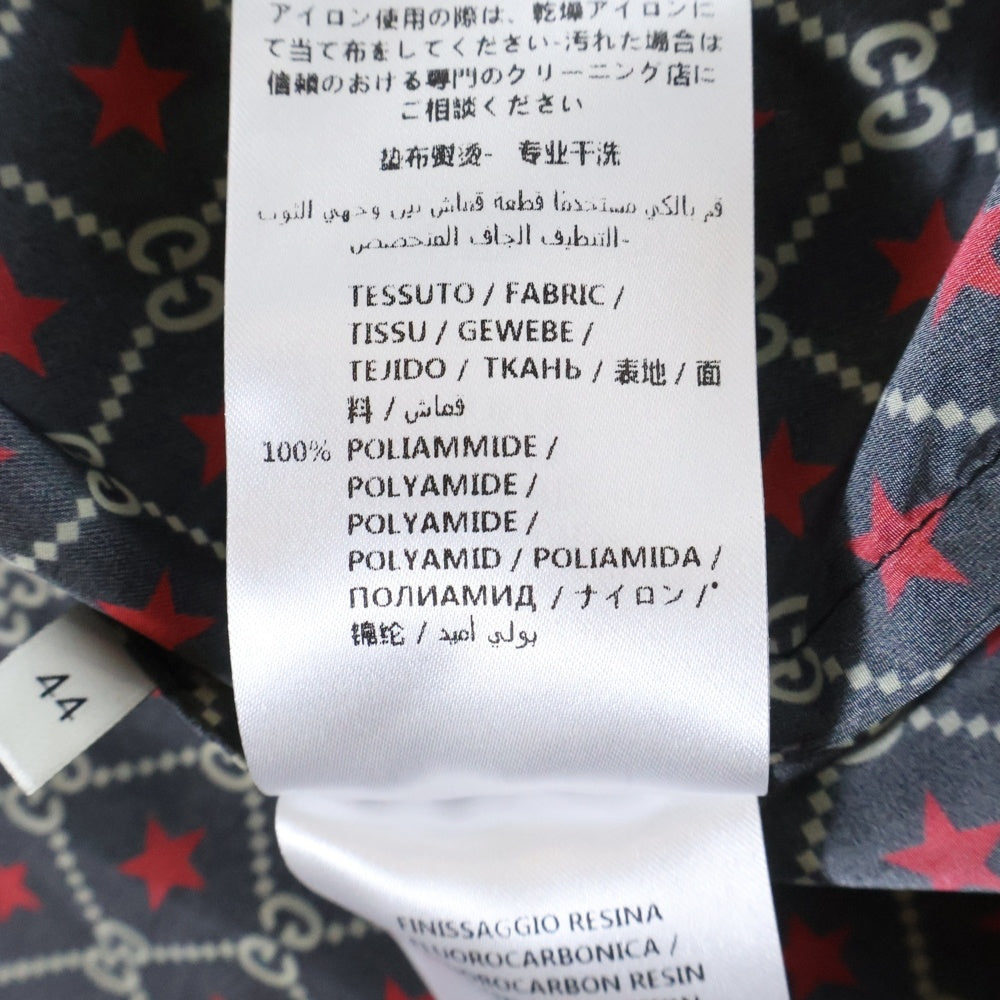 アイロン使用の際は、乾燥アイロンに
て当て布をしてください-汚れた場合は
信頼のおける専門のクリーニング店に
ご相談ください
垫布熨烫- 专业干洗
قم بالكي مستخدمًا قطعة قماش بين وجهي الثوب
-التنظيف الجاف المتخصص
TESSUTO / FABRIC /
TISSU / GEWEBE /
TEJIDO / ТКАНЬ / 表地 / 面
料 / قماش
100% POLIAMMIDE /
POLYAMIDE /
POLYAMIDE /
POLYAMID / POLIAMIDA /
ПОЛИАМИД / ナイロン /
锦纶 / بولي أميد
44
FINISSAGGIO RESINA
FLUOROCARBONICA /
RESIN